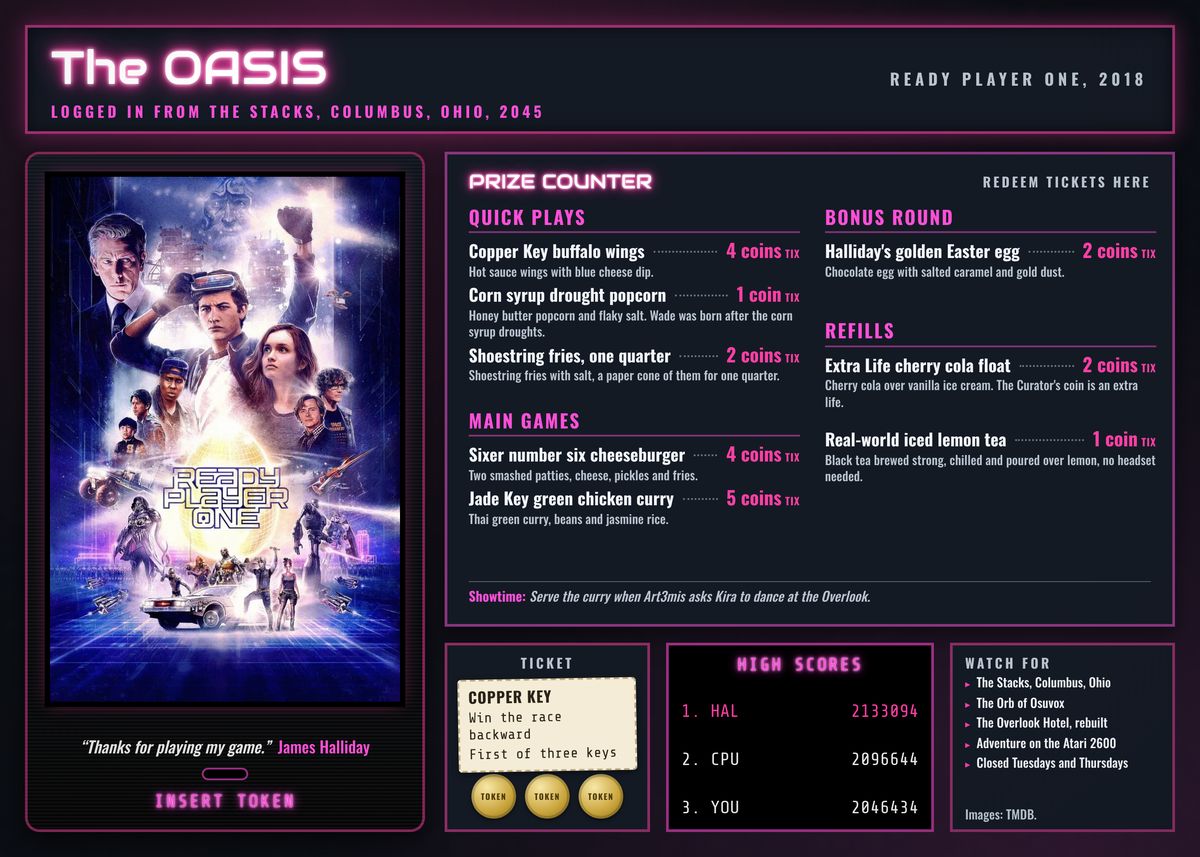 The OASIS
LOGGED IN FROM THE STACKS, COLUMBUS, OHIO, 2045
READY PLAYER ONE, 2018
READY
PLAYER
ONE
“Thanks for playing my game.” James Halliday
INSERT TOKEN
PRIZE COUNTER
REDEEM TICKETS HERE
QUICK PLAYS
Copper Key buffalo wings 4 coins TIX
Hot sauce wings with blue cheese dip.
Corn syrup drought popcorn 1 coin TIX
Honey butter popcorn and flaky salt. Wade was born after the corn
syrup droughts.
Shoestring fries, one quarter 2 coins TIX
Shoestring fries with salt, a paper cone of them for one quarter.
MAIN GAMES
Sixer number six cheeseburger 4 coins TIX
Two smashed patties, cheese, pickles and fries.
Jade Key green chicken curry 5 coins TIX
Thai green curry, beans and jasmine rice.
BONUS ROUND
Halliday's golden Easter egg 2 coins TIX
Chocolate egg with salted caramel and gold dust.
REFILLS
Extra Life cherry cola float 2 coins TIX
Cherry cola over vanilla ice cream. The Curator's coin is an extra
life.
Real-world iced lemon tea 1 coin TIX
Black tea brewed strong, chilled and poured over lemon, no headset
needed.
Showtime: Serve the curry when Art3mis asks Kira to dance at the Overlook.
TICKET
COPPER KEY
Win the race
backward
First of three keys
TOKEN TOKEN TOKEN
HIGH SCORES
1. HAL 2133094
2. CPU 2096644
3. YOU 2046434
WATCH FOR
▸ The Stacks, Columbus, Ohio
▸ The Orb of Osuvox
▸ The Overlook Hotel, rebuilt
▸ Adventure on the Atari 2600
▸ Closed Tuesdays and Thursdays
Images: TMDB.